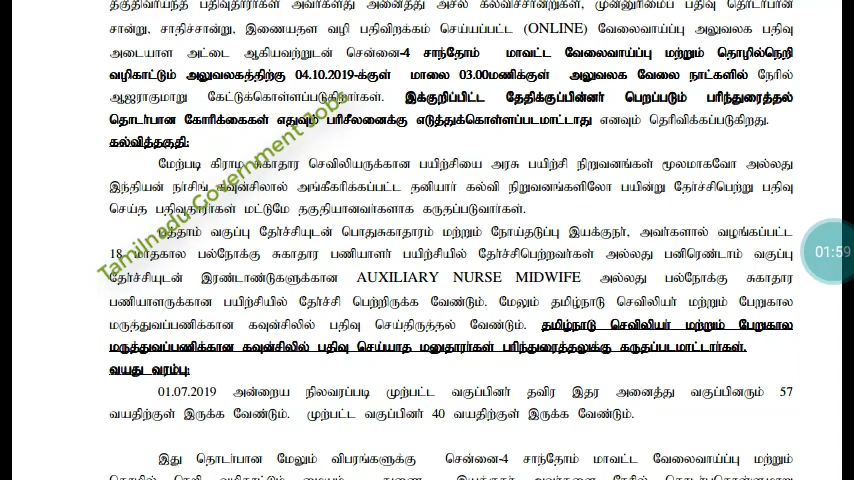 தகுதிவாய்ந்த பதிவுதாரர்கள் அவர்களது அனைத்து அசல் கல்விச்சான்றுகள், முன்னுரிமைப் பதிவு தொடர்பான
சான்று, சாதிச்சான்று, இணையதள வழி பதிவிறக்கம் செய்யப்பட்ட (ONLINE) வேலைவாய்ப்பு அலுவலக பதிவு
அடையாள அட்டை ஆகியவற்றுடன் சென்னை-4 சாந்தோம் மாவட்ட வேலைவாய்ப்பு மற்றும் தொழில்நெறி
வழிகாட்டும் அலுவலகத்திற்கு 04.10.2019-க்குள் மாலை 03.00மணிக்குள் அலுவலக வேலை நாட்களில் நேரில்
ஆஜராகுமாறு கேட்டுக்கொள்ளப்படுகிறார்கள். இக்குறிப்பிட்ட தேதிக்குப்பின்னர் பெறப்படும் பரிந்துரைத்தல்
தொடர்பான கோரிக்கைகள் எதுவும் பரிசீலனைக்கு எடுத்துக்கொள்ளப்படமாட்டாது எனவும் தெரிவிக்கப்படுகிறது.
கல்வித்தகுதி:
மேற்படி கிராம சுகாதார செவிலியருக்கான பயிற்சியை அரசு பயிற்சி நிறுவனங்கள் மூலமாகவோ அல்லது
இந்தியன் நர்சிங் கவுன்சிலால் அங்கீகரிக்கப்பட்ட தனியார் கல்வி நிறுவனங்களிலோ பயின்று தேர்ச்சிபெற்று பதிவு
செய்த பதிவுதாரர்கள் மட்டுமே தகுதியானவர்களாக கருதப்படுவார்கள்.
பத்தாம் வகுப்பு தேர்ச்சியுடன் பொதுசுகாதாரம் மற்றும் நோய்தடுப்பு இயக்குநர், அவர்களால் வழங்கப்பட்ட
18 மாதகால பல்நோக்கு சுகாதார பணியாளர் பயிற்சியில் தேர்ச்சிபெற்றவர்கள் அல்லது பனிரெண்டாம் வகுப்பு
தேர்ச்சியுடன் இரண்டாண்டுகளுக்கான AUXILIARY NURSE MIDWIFE அல்லது பல்நோக்கு சுகாதார
பணியாளருக்கான பயிற்சியில் தேர்ச்சி பெற்றிருக்க வேண்டும். மேலும் தமிழ்நாடு செவிலியர் மற்றும் பேறுகால
மருத்துவப்பணிக்கான கவுன்சிலில் பதிவு செய்திருத்தல் வேண்டும். தமிழ்நாடு செவிலியர் மற்றும் பேறுகால
மருத்துவப்பணிக்கான கவுன்சிலில் பதிவு செய்யாத மனுதாரர்கள் பரிந்துரைத்தலுக்கு கருதப்படமாட்டார்கள்.
வயது வரம்பு:
01.07.2019 அன்றைய நிலவரப்படி முற்பட்ட வகுப்பினர் தவிர இதர அனைத்து வகுப்பினரும் 57
வயதிற்குள் இருக்க வேண்டும். முற்பட்ட வகுப்பினர் 40 வயதிற்குள் இருக்க வேண்டும்.
இது தொடர்பான மேலும் விபரங்களுக்கு சென்னை-4 சாந்தோம் மாவட்ட வேலைவாய்ப்பு மற்றும்
Tamilnadu Government Jobs
01:59